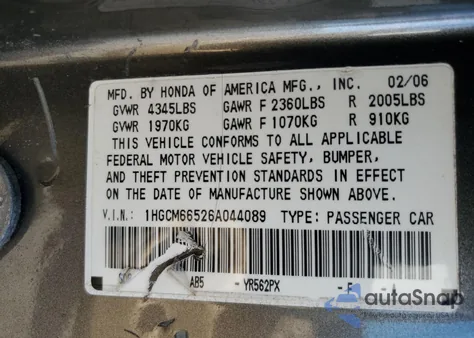 MFD. BY HONDA OF AMERICA MFG., INC. 02/06
GVWR 4345LBS GAWR F 2360LBS R 2005LBS
GVWR 1970KG GAWR F 1070KG R 910KG
THIS VEHICLE CONFORMS TO ALL APPLICABLE
FEDERAL MOTOR VEHICLE SAFETY, BUMPER,
AND THEFT PREVENTION STANDARDS IN EFFECT
ON THE DATE OF MANUFACTURE SHOWN ABOVE.
V.I.N.: 1HGCM66526A044089 TYPE: PASSENGER CAR
AB5 - YR562PX - F -
autoSnap